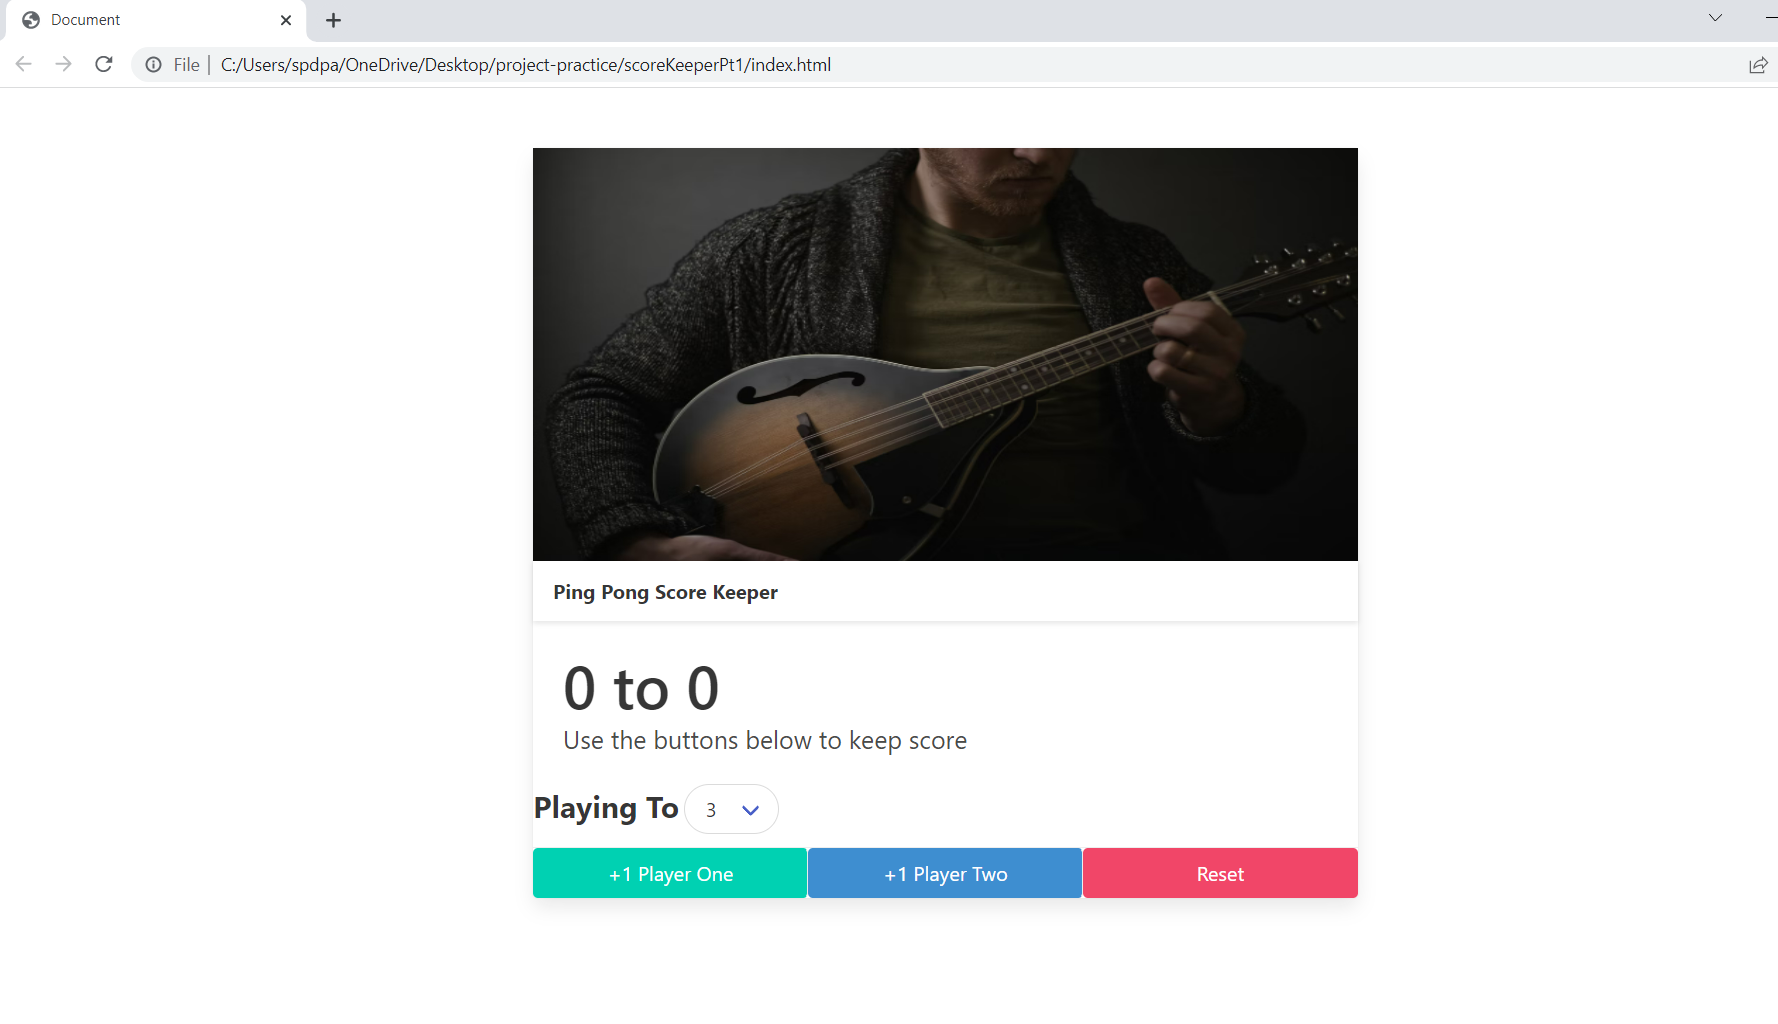 Document
File | C:/Users/spdpa/OneDrive/Desktop/project-practice/scoreKeeperPt1/index.html
Ping Pong Score Keeper
0 to 0
Use the buttons below to keep score
Playing To 3
+1 Player One +1 Player Two Reset